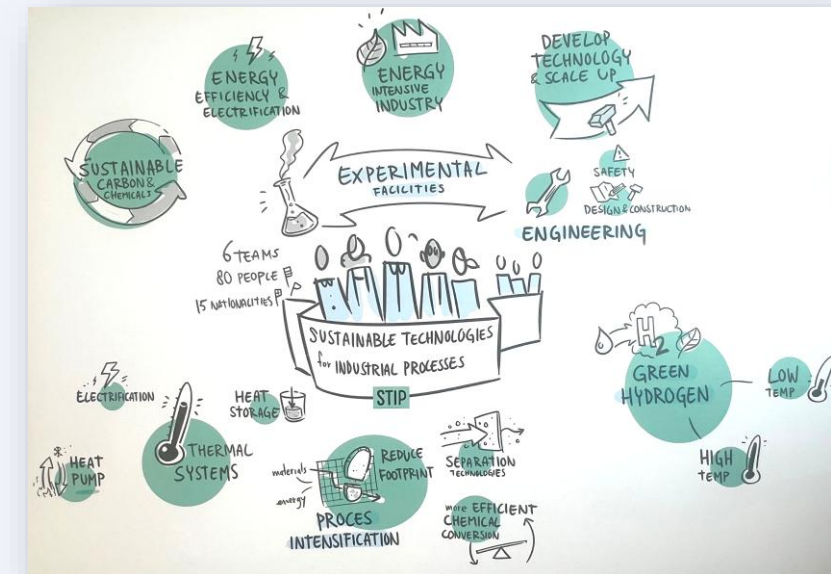 ENERGY
EFFICIENCY &
ELECTRIFICATION
ENERGY
INTENSIVE
INDUSTRY
DEVELOP
TECHNOLOGY
& SCALE UP
SUSTAINABLE
CARBON &
CHEMICALS
EXPERIMENTAL
FACILITIES
SAFETY
DESIGN & CONSTRUCTION
ENGINEERING
6 TEAMS
80 PEOPLE
15 NATIONALITIES
SUSTAINABLE TECHNOLOGIES
for INDUSTRIAL PROCESSES
STIP
H2
GREEN
HYDROGEN
LOW
TEMP
HIGH
TEMP
ELECTRIFICATION
HEAT
STORAGE
HEAT
PUMP
THERMAL
SYSTEMS
materials
energy
REDUCE
FOOTPRINT
PROCES
INTENSIFICATION
SEPARATION
TECHNOLOGIES
more EFFICIENT
CHEMICAL
CONVERSION